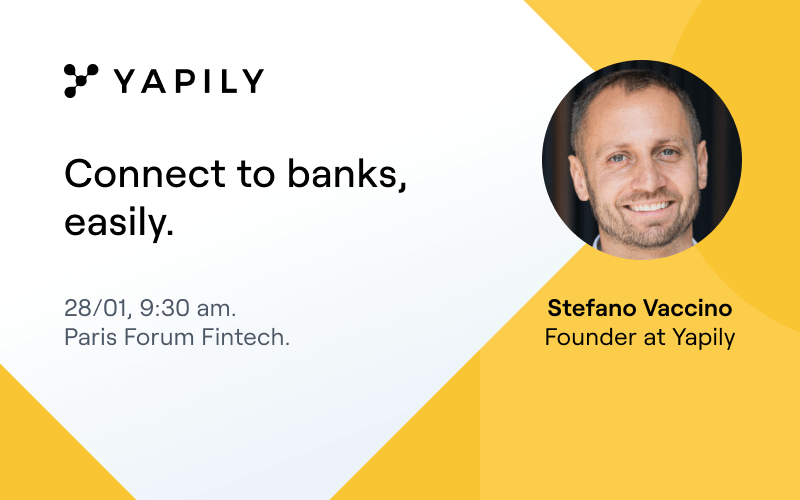 YAPILY
Connect to banks,
easily.
28/01, 9:30 am.
Paris Forum Fintech.
Stefano Vaccino
Founder at Yapily